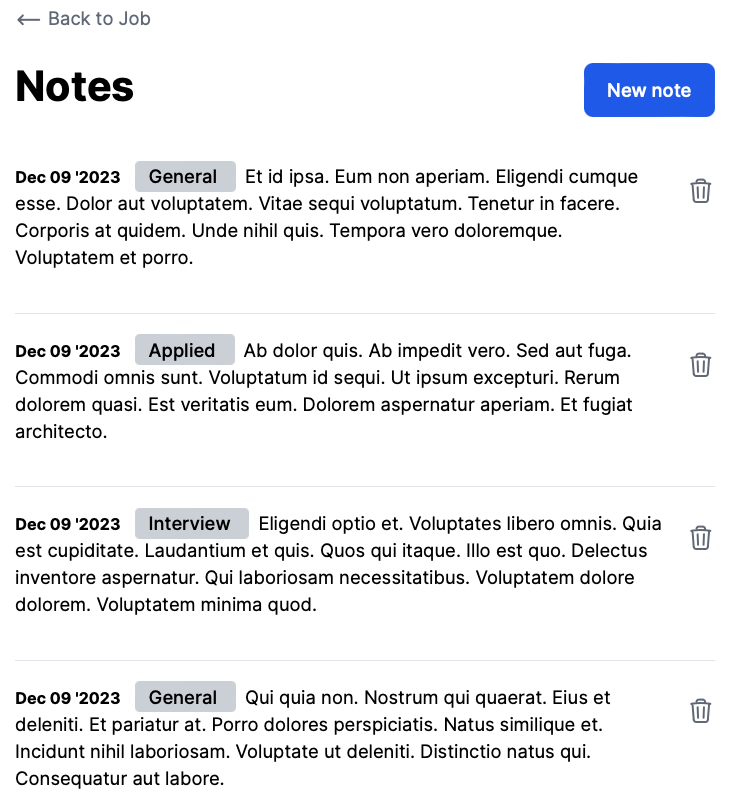 ← Back to Job
Notes
New note
Dec 09 '2023 General Et id ipsa. Eum non aperiam. Eligendi cumque
esse. Dolor aut voluptatem. Vitae sequi voluptatum. Tenetur in facere.
Corporis at quidem. Unde nihil quis. Tempora vero doloremque.
Voluptatem et porro.
Dec 09 '2023 Applied Ab dolor quis. Ab impedit vero. Sed aut fuga.
Commodi omnis sunt. Voluptatum id sequi. Ut ipsum excepturi. Rerum
dolorem quasi. Est veritatis eum. Dolorem aspernatur aperiam. Et fugiat
architecto.
Dec 09 '2023 Interview Eligendi optio et. Voluptates libero omnis. Quia
est cupiditate. Laudantium et quis. Quos qui itaque. Illo est quo. Delectus
inventore aspernatur. Qui laboriosam necessitatibus. Voluptatem dolore
dolorem. Voluptatem minima quod.
Dec 09 '2023 General Qui quia non. Nostrum qui quaerat. Eius et
deleniti. Et pariatur at. Porro dolores perspiciatis. Natus similique et.
Incidunt nihil laboriosam. Voluptate ut deleniti. Distinctio natus qui.
Consequatur aut labore.